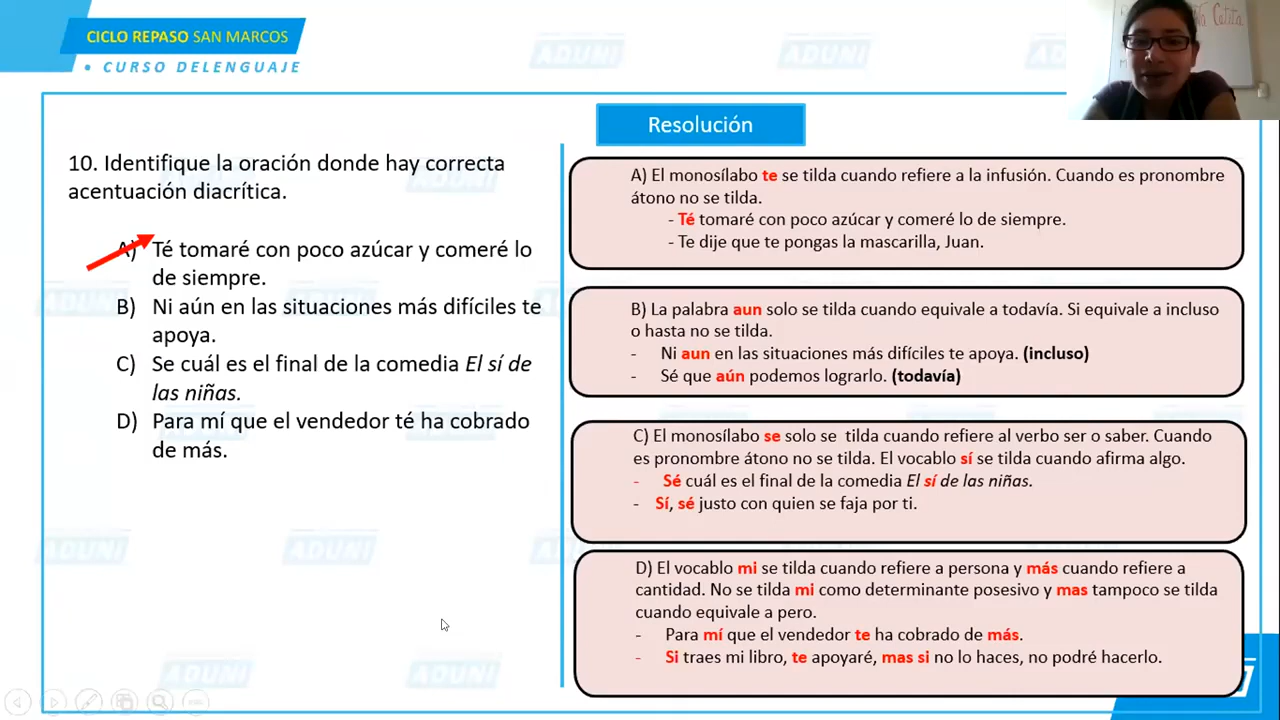 CICLO REPASO SAN MARCOS
• CURSO DELENGUAJE
ADUNI
ADUNI
Na Catita
Resolución
10. Identifique la oración donde hay correcta
acentuación diacrítica.
A) Té tomaré con poco azúcar y comeré lo
de siempre.
B) Ni aún en las situaciones más difíciles te
apoya.
C) Se cuál es el final de la comedia El sí de
las niñas.
D) Para mí que el vendedor té ha cobrado
de más.
A) El monosílabo te se tilda cuando refiere a la infusión. Cuando es pronombre
átono no se tilda.
- Té tomaré con poco azúcar y comeré lo de siempre.
- Te dije que te pongas la mascarilla, Juan.
B) La palabra aun solo se tilda cuando equivale a todavía. Si equivale a incluso
o hasta no se tilda.
- Ni aun en las situaciones más difíciles te apoya. (incluso)
- Sé que aún podemos lograrlo. (todavía)
C) El monosílabo se solo se tilda cuando refiere al verbo ser o saber. Cuando
es pronombre átono no se tilda. El vocablo sí se tilda cuando afirma algo.
- Sé cuál es el final de la comedia El sí de las niñas.
- Sí, sé justo con quien se faja por ti.
D) El vocablo mi se tilda cuando refiere a persona y más cuando refiere a
cantidad. No se tilda mi como determinante posesivo y mas tampoco se tilda
cuando equivale a pero.
- Para mí que el vendedor te ha cobrado de más.
- Si traes mi libro, te apoyaré, mas si no lo haces, no podré hacerlo.
ADUNI
ADUNI
ADUNI
ADUNI